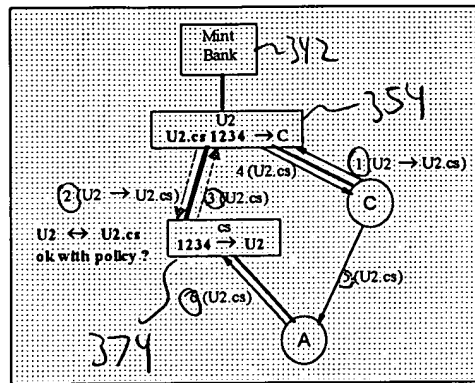 Mint
Bank
342
U2
U2.cs 1234 → C
354
1 (U2 → U2.cs)
4 (U2.cs)
2 (U2 → U2.cs)
3 (U2.cs)
C
U2 ↔ U2.cs
ok with policy?
cs
1234 → U2
5 (U2.cs)
6 (U2.cs)
A
374